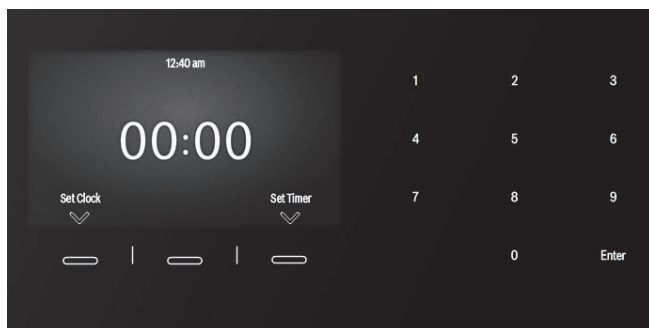 12:40 am
00:00
Set Clock
Set Timer
1 2 3
4 5 6
7 8 9
0 Enter